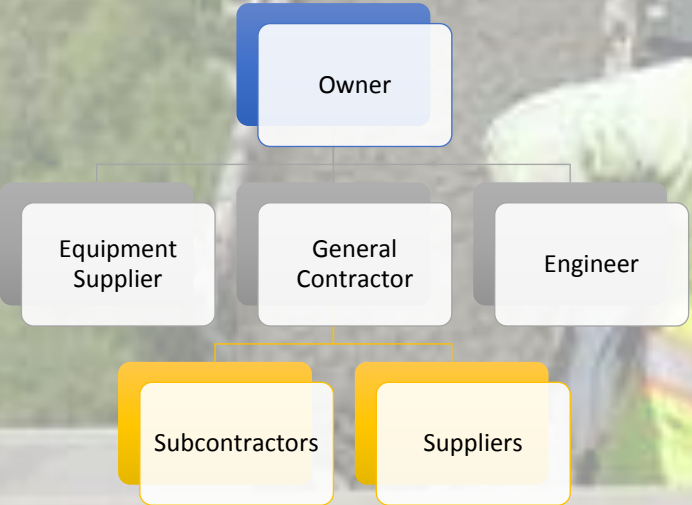 Owner
Equipment
Supplier
General
Contractor
Engineer
Subcontractors
Suppliers